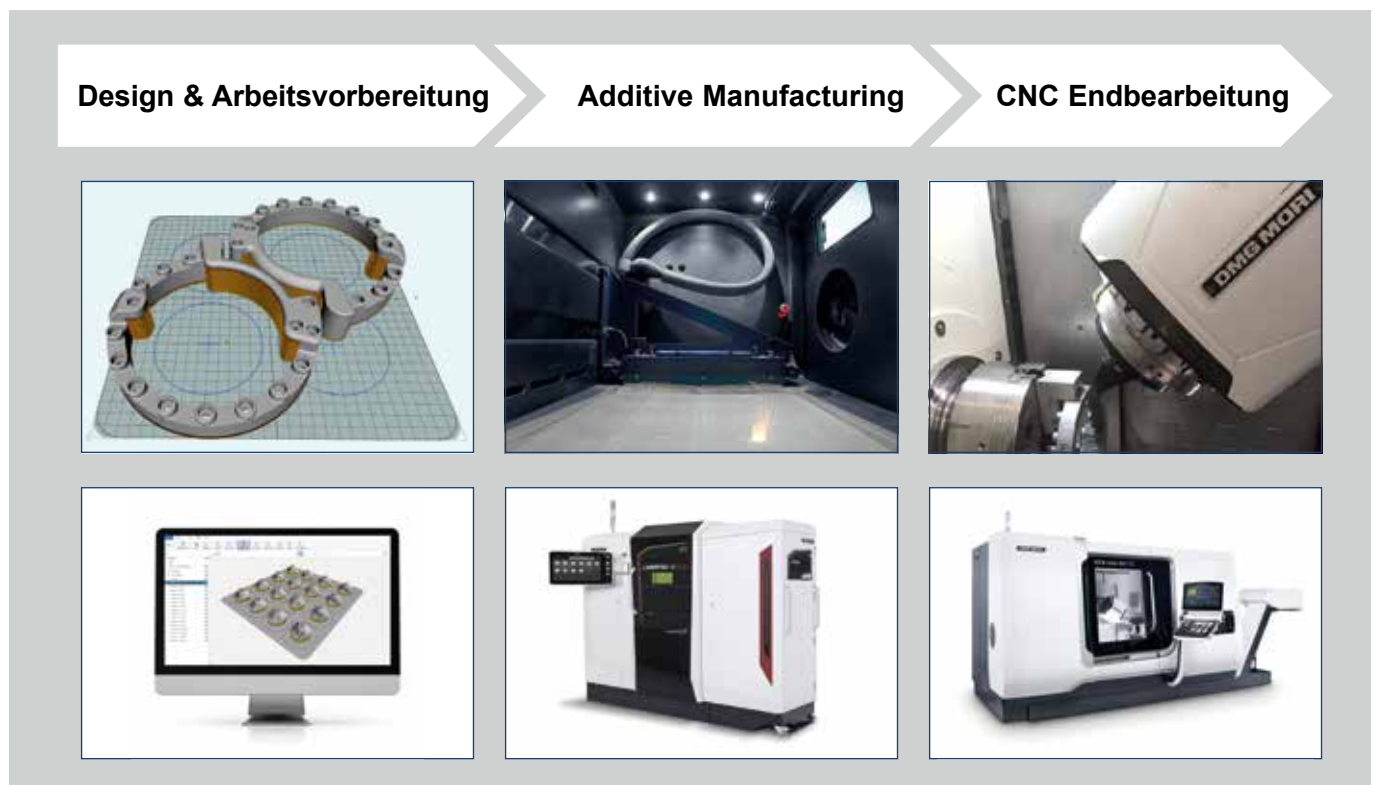 Design & Arbeitsvorbereitung
Additive Manufacturing
CNC Endbearbeitung
DMG MORI